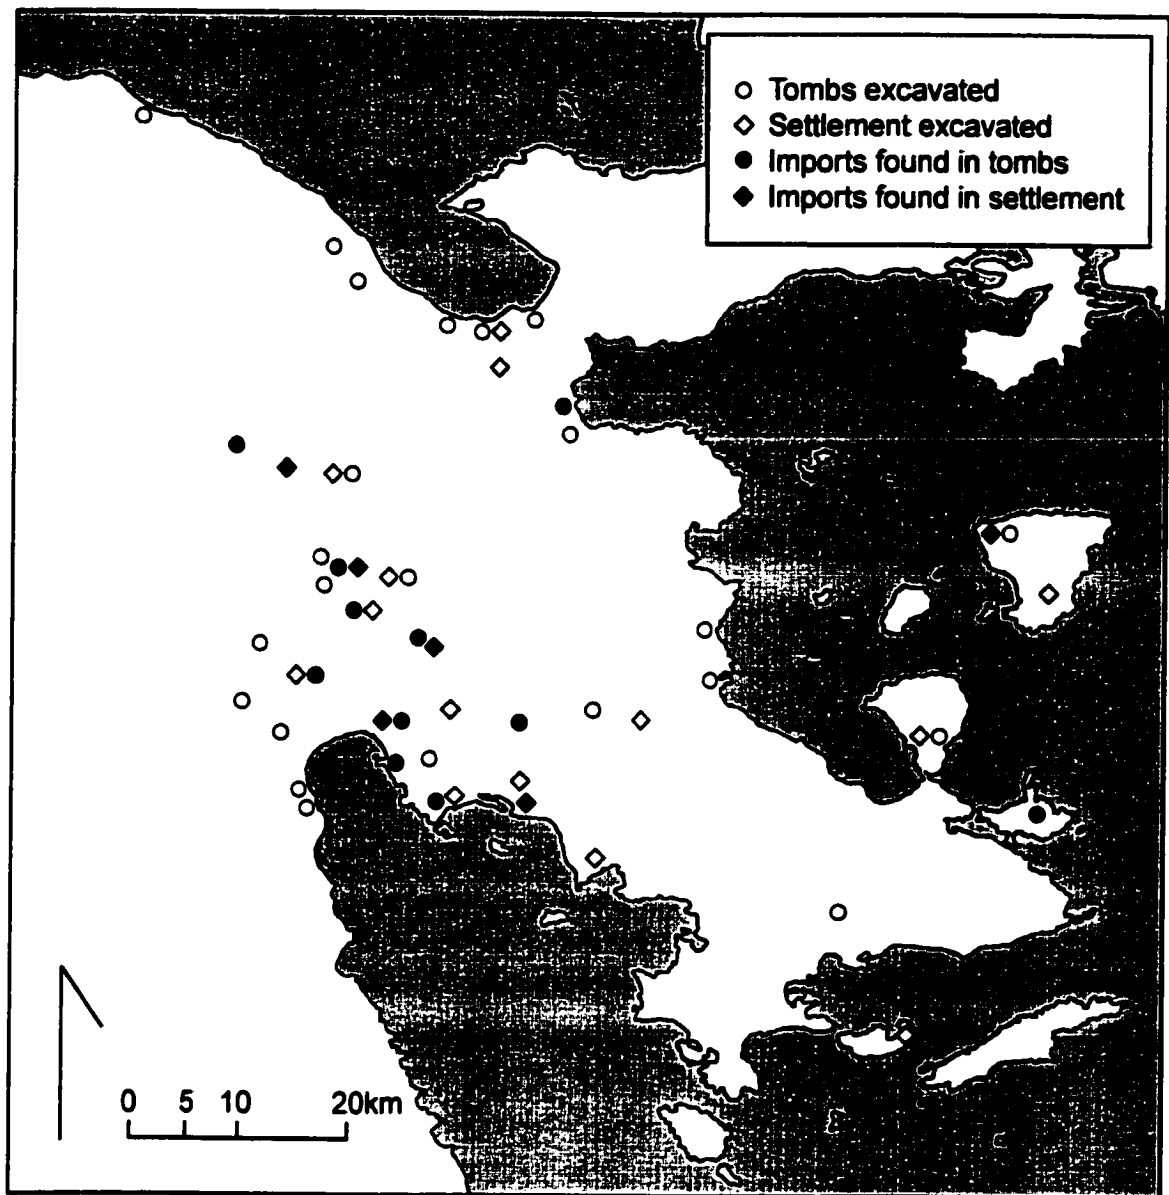 Tombs excavated
Settlement excavated
Imports found in tombs
Imports found in settlement
0 5 10 20km